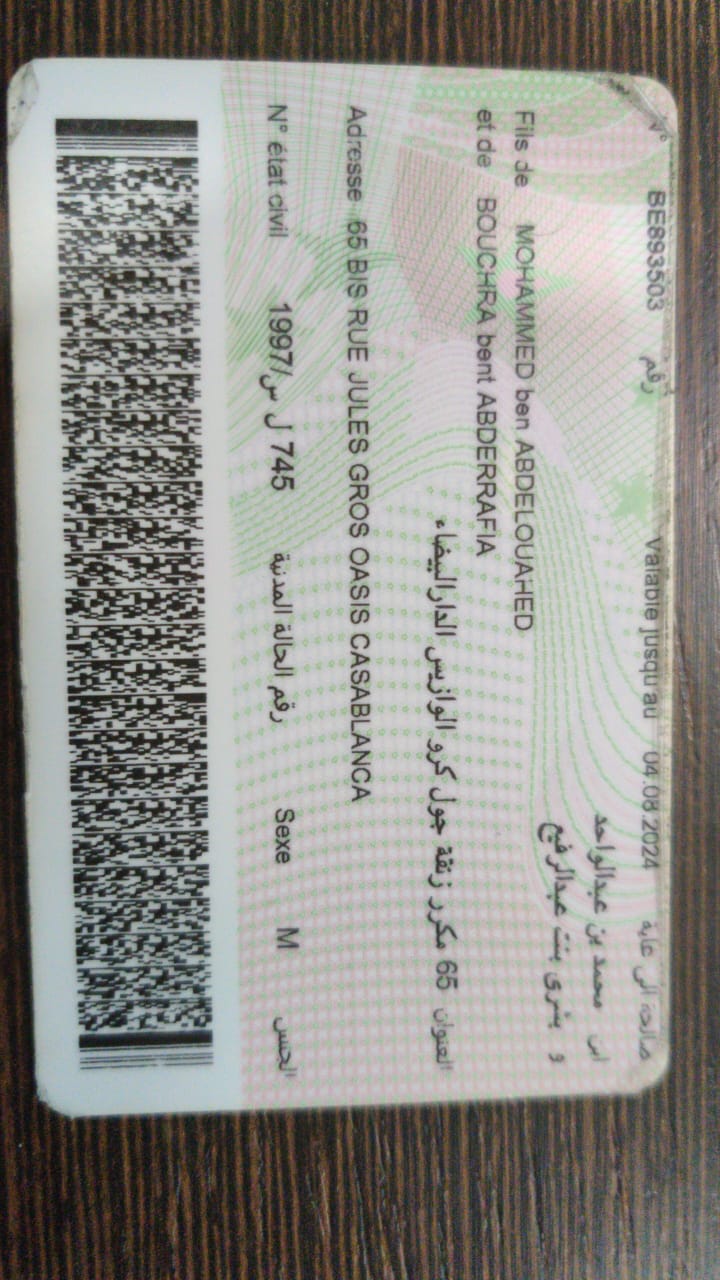 N° BE893503 رقم Valable jusqu'au 04.08.2024 صالحة الى غاية
ابن محمد بن عبدالواحد
و بشرى بنت عبدالرفيع
Fils de MOHAMMED ben ABDELOUAHED
et de BOUCHRA bent ABDERRAFIA
العنوان 65 مكرر زنقة جول كرو الوازيس الدارالبيضاء
Adresse 65 BIS RUE JULES GROS OASIS CASABLANCA
N° état civil 745 ل س/1997 رقم الحالة المدنية Sexe M الجنس